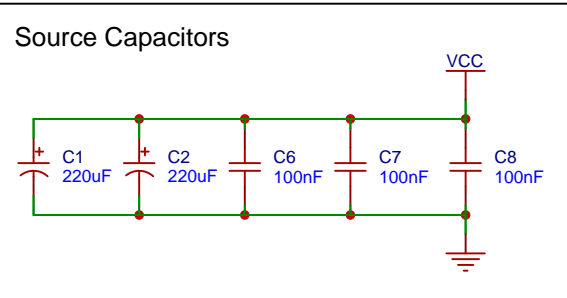 Source Capacitors
VCC
+ C1
220uF
+ C2
220uF
C6
100nF
C7
100nF
C8
100nF